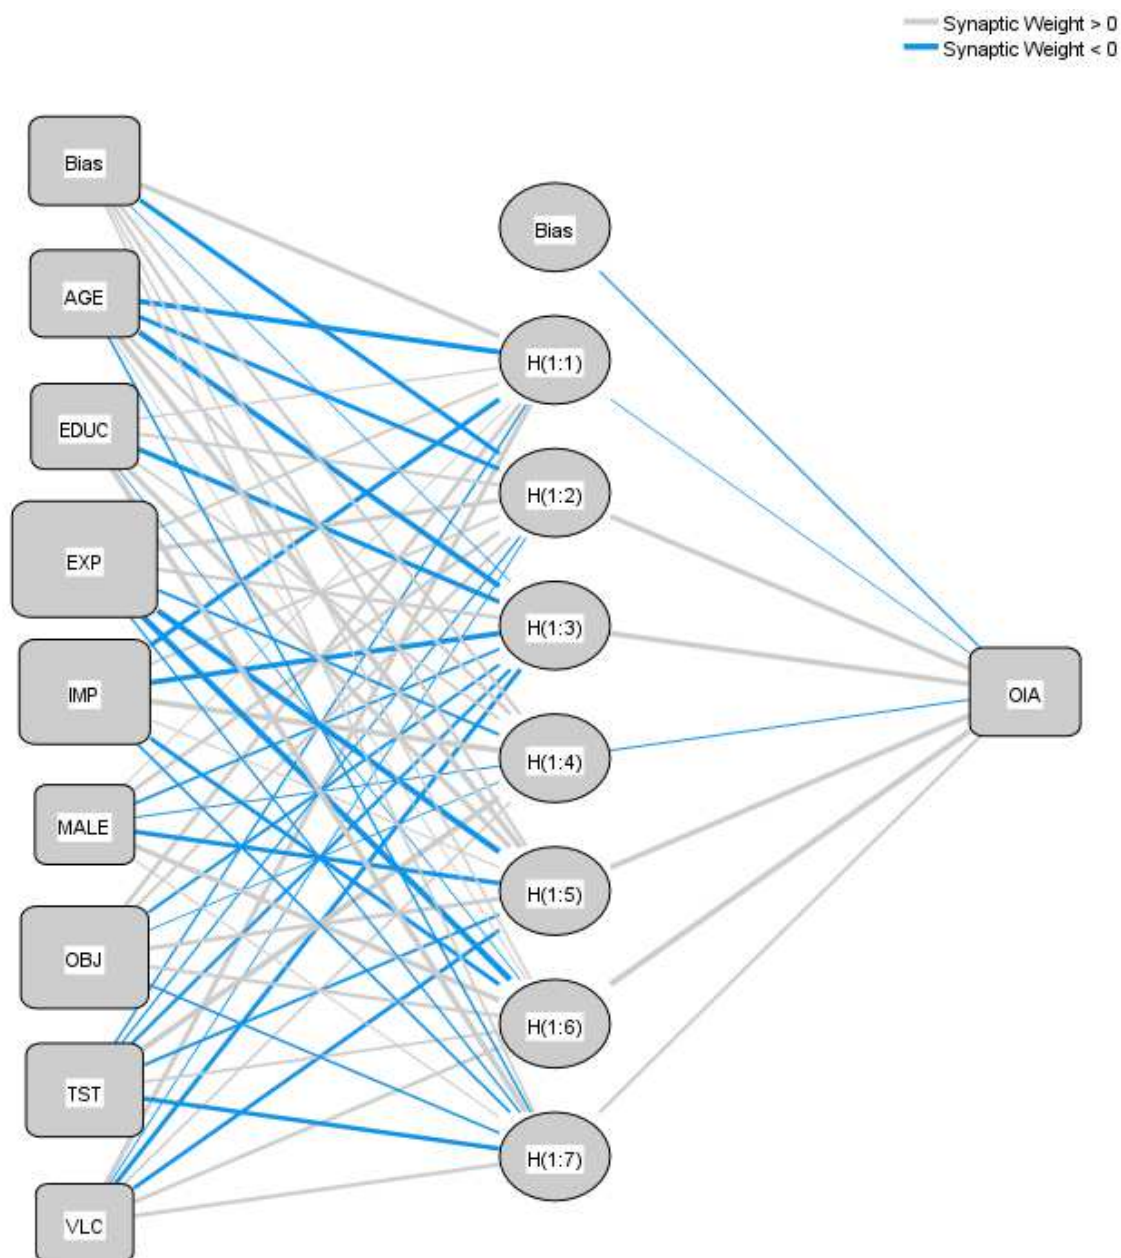 Synaptic Weight > 0
Synaptic Weight < 0
Bias
AGE
EDUC
EXP
IMP
MALE
OBJ
TST
VLC
Bias
H(1:1)
H(1:2)
H(1:3)
H(1:4)
H(1:5)
H(1:6)
H(1:7)
OIA